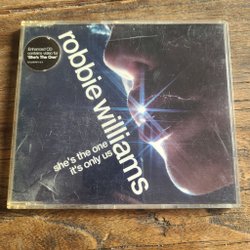 Enhanced CD
contains video for
"She's The One"
robbie williams
she's the one
it's only us